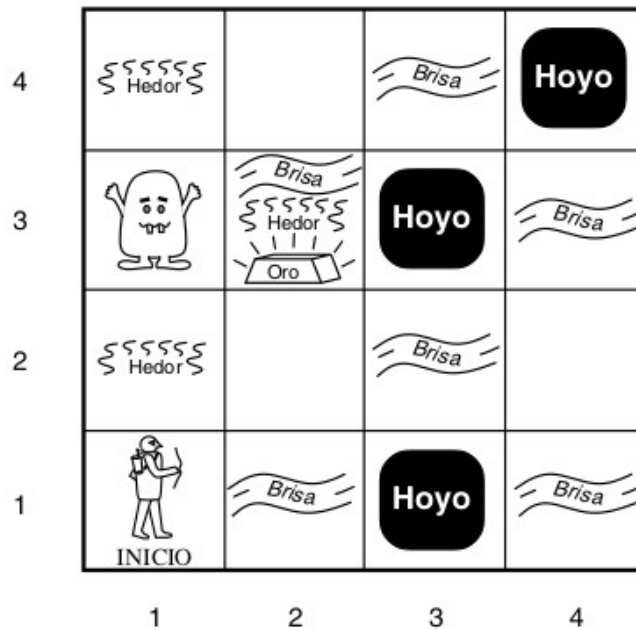 4
Hedor
Brisa
Hoyo
3
Brisa
Hedor
Oro
Hoyo
Brisa
2
Hedor
Brisa
1
INICIO
Brisa
Hoyo
Brisa
1 2 3 4